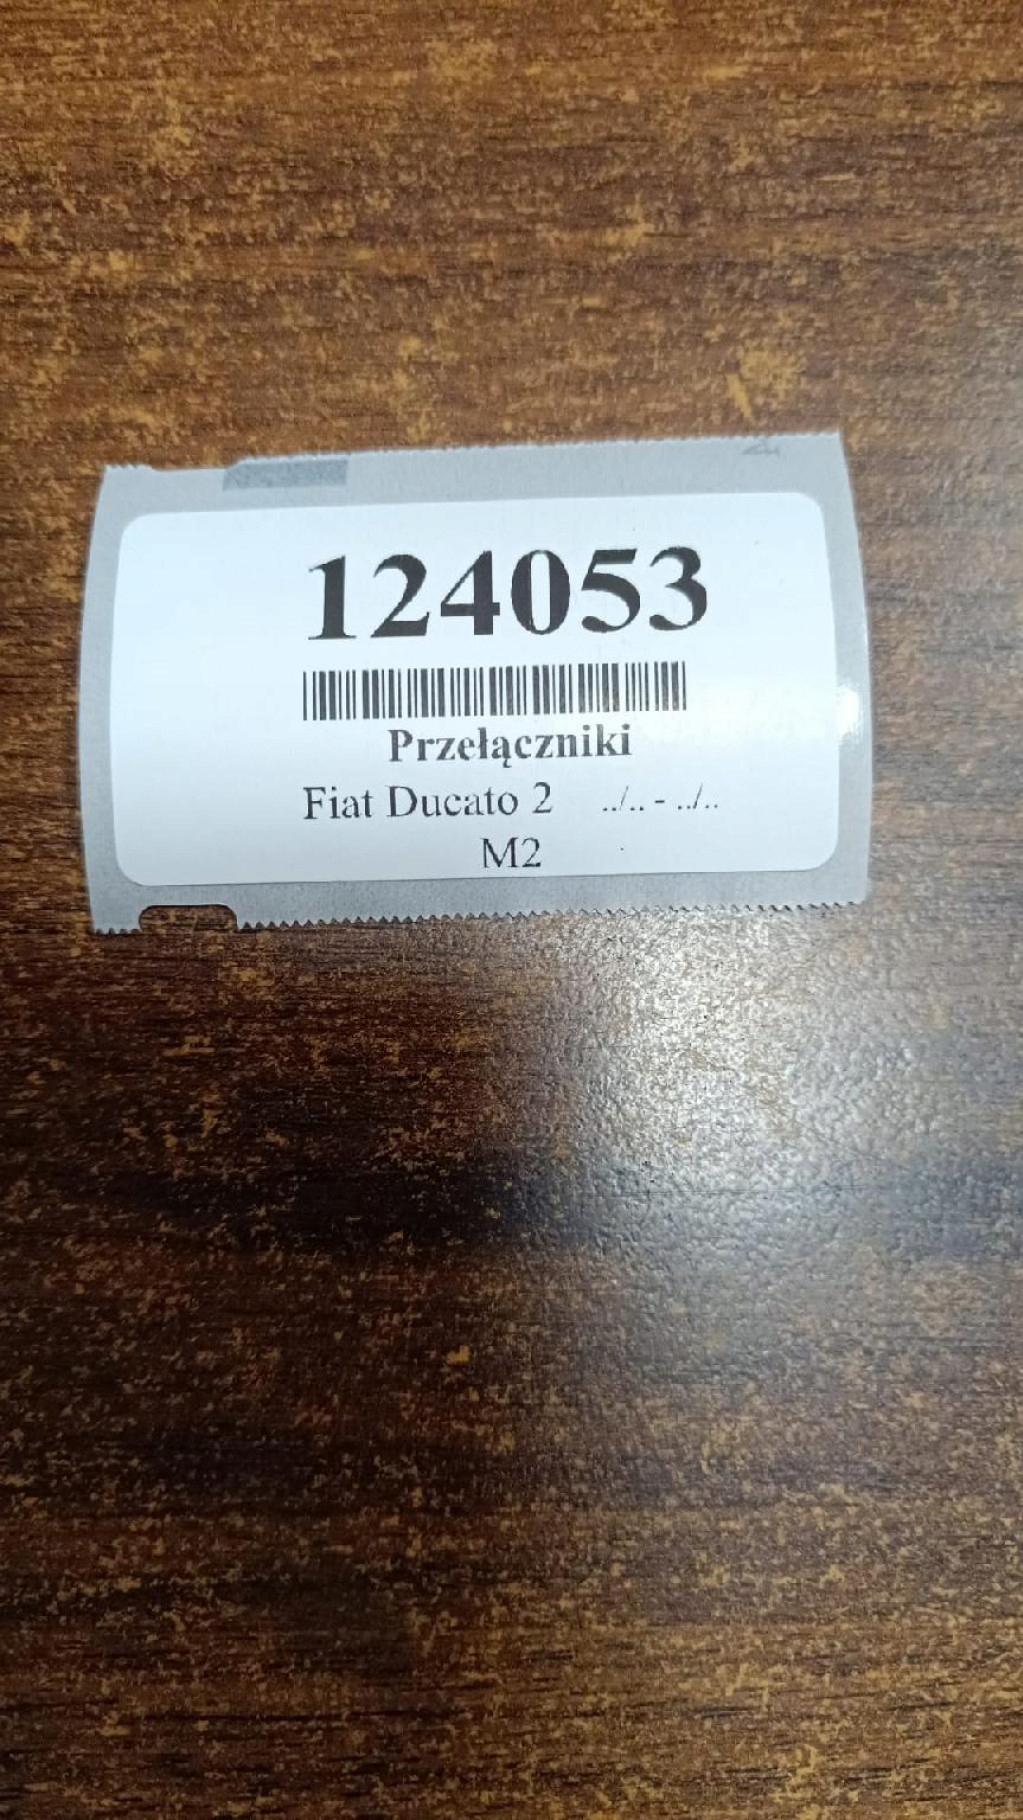 124053
Przełączniki
Fiat Ducato 2 ../.. - ../..
M2